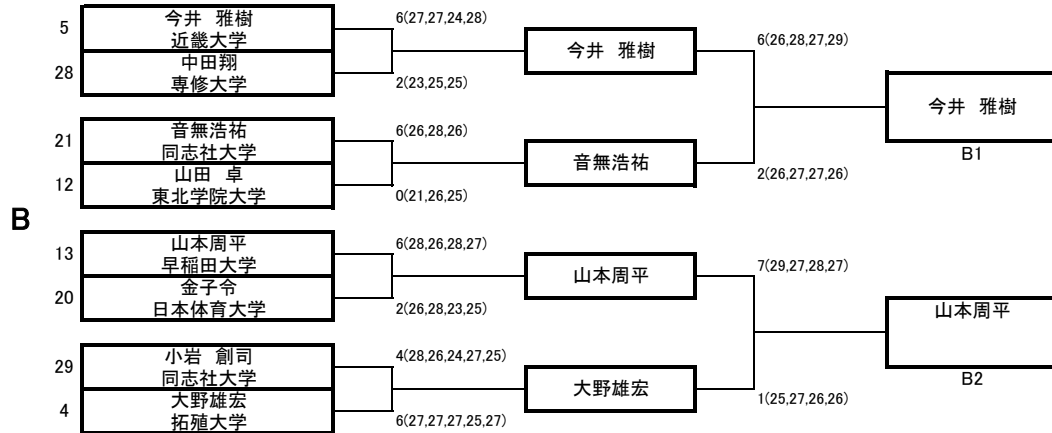 5
今井　雅樹
近畿大学
28
中田翔
専修大学
6(27,27,24,28)
2(23,25,25)
今井　雅樹
21
音無浩祐
同志社大学
12
山田　卓
東北学院大学
6(26,28,26)
0(21,26,25)
音無浩祐
6(26,28,27,29)
2(26,27,27,26)
今井　雅樹
B1
B
13
山本周平
早稲田大学
20
金子令
日本体育大学
6(28,26,28,27)
2(26,28,23,25)
山本周平
29
小岩　創司
同志社大学
4
大野雄宏
拓殖大学
4(28,26,24,27,25)
6(27,27,27,25,27)
大野雄宏
7(29,27,28,27)
1(25,27,26,26)
山本周平
B2